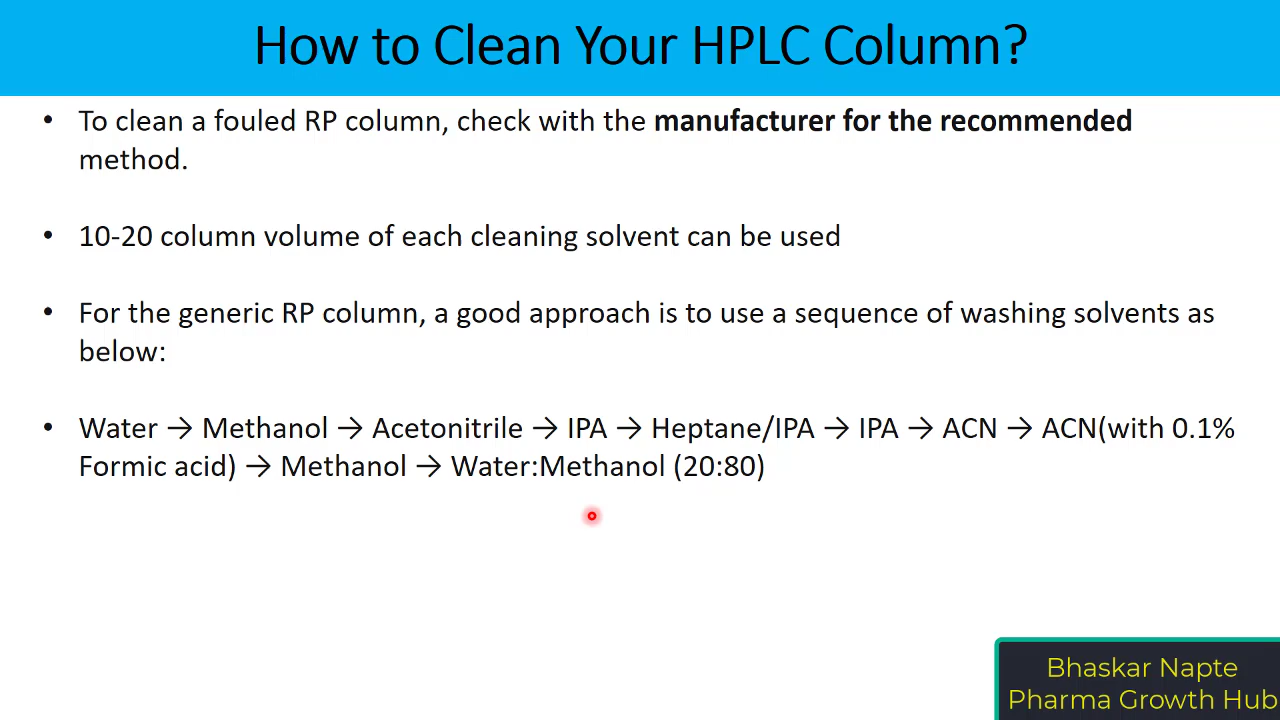 How to Clean Your HPLC Column?
• To clean a fouled RP column, check with the manufacturer for the recommended
method.
• 10-20 column volume of each cleaning solvent can be used
• For the generic RP column, a good approach is to use a sequence of washing solvents as
below:
• Water → Methanol → Acetonitrile → IPA → Heptane/IPA → IPA → ACN → ACN(with 0.1%
Formic acid) → Methanol → Water:Methanol (20:80)
Bhaskar Napte
Pharma Growth Hub